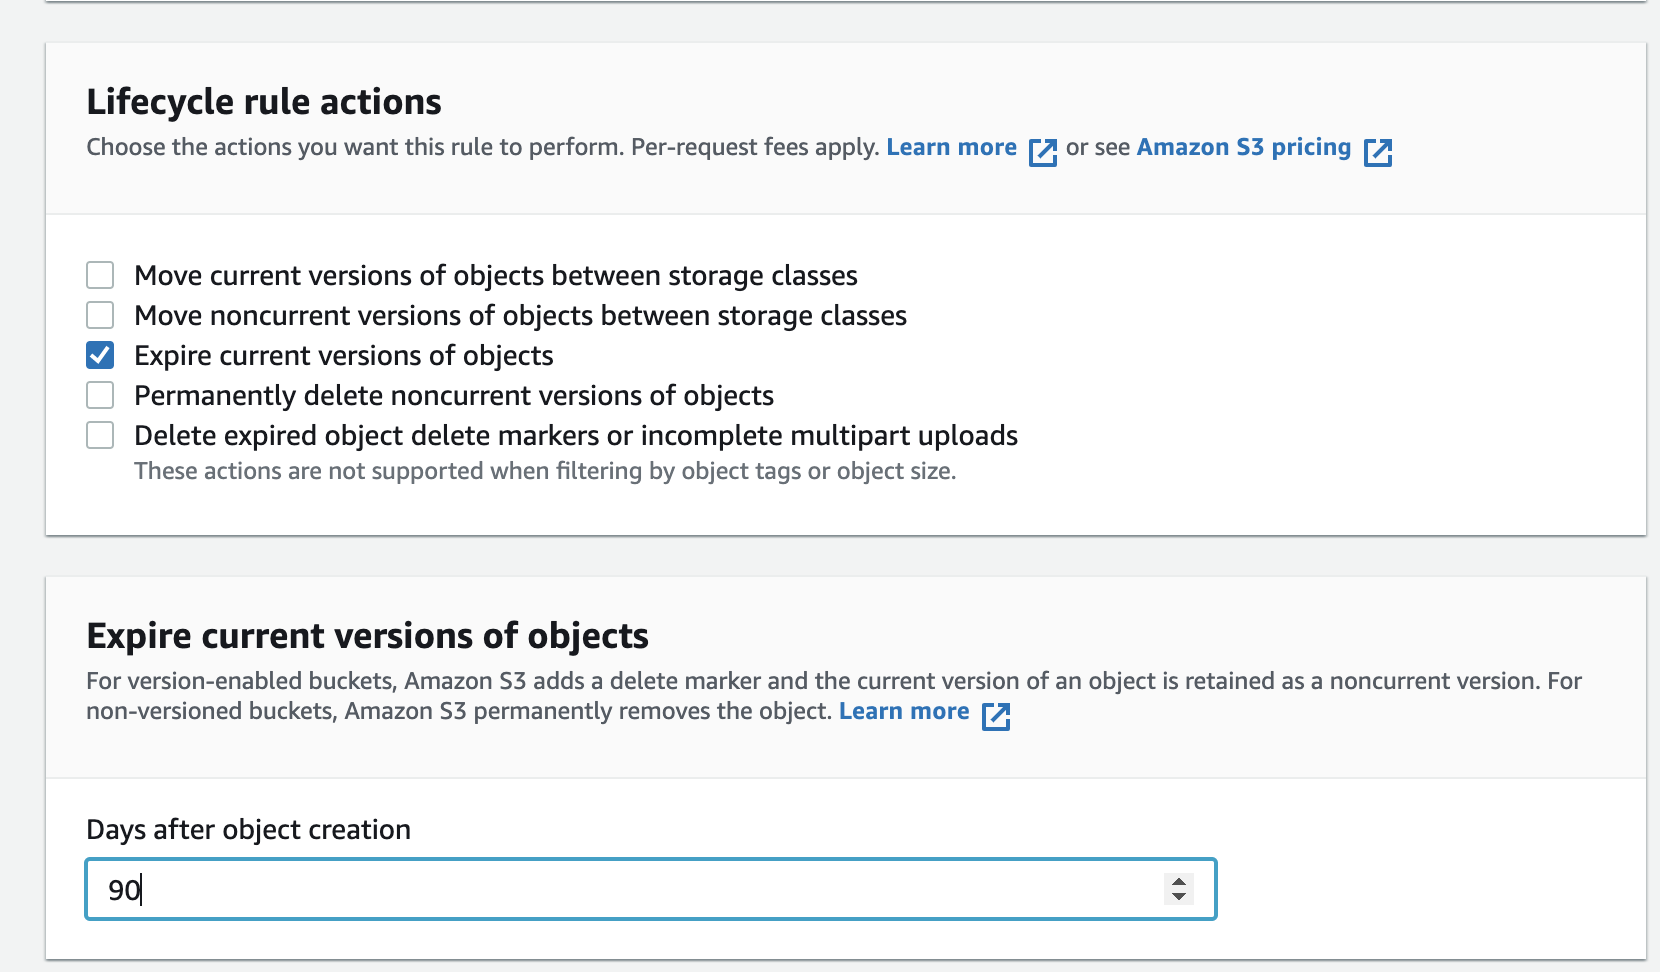 Lifecycle rule actions
Choose the actions you want this rule to perform. Per-request fees apply. Learn more or see Amazon S3 pricing
Move current versions of objects between storage classes
Move noncurrent versions of objects between storage classes
Expire current versions of objects
Permanently delete noncurrent versions of objects
Delete expired object delete markers or incomplete multipart uploads
These actions are not supported when filtering by object tags or object size.
Expire current versions of objects
For version-enabled buckets, Amazon S3 adds a delete marker and the current version of an object is retained as a noncurrent version. For
non-versioned buckets, Amazon S3 permanently removes the object. Learn more
Days after object creation
90